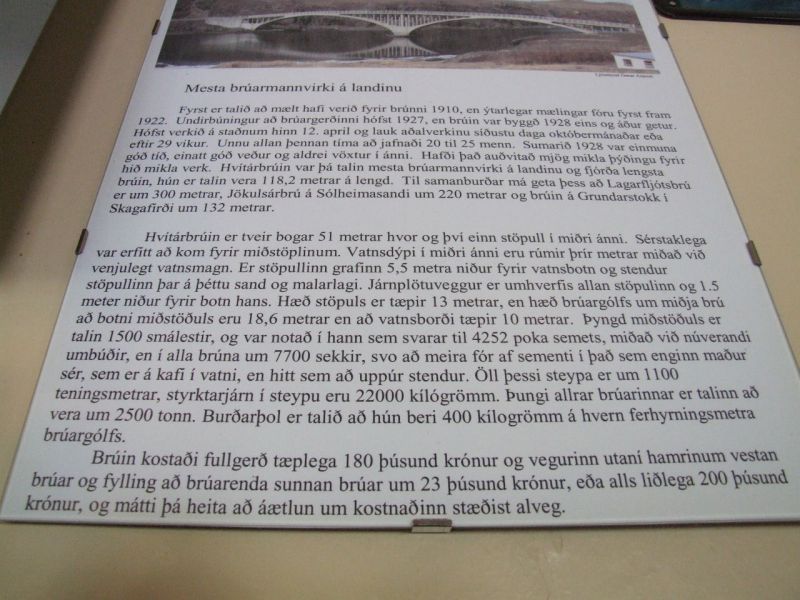 Mesta brúarmannvirki á landinu
Fyrst er talið að mælt hafi verið fyrir brúnni 1910, en ýtarlegar mælingar fóru fyrst fram
1922. Undirbúningur að brúargerðinni hófst 1927, en brúin var byggð 1928 eins og áður getur.
Hófst verkið á staðnum hinn 12. april og lauk aðalverkinu síðustu daga októbermánaðar eða
eftir 29 vikur. Unnu allan þennan tíma að jafnaði 20 til 25 menn. Sumarið 1928 var einmuna
góð tíð, einatt góð veður og aldrei vöxtur í ánni. Hafði það auðvitað mjög mikla þýðingu fyrir
hið mikla verk. Hvítárbrúin var þá talin mesta brúarmannvirki á landinu og fjórða lengsta
brúin, hún er talin vera 118,2 metrar á lengd. Til samanburðar má geta þess að Lagarfljótsbrú
er um 300 metrar, Jökulsárbrú á Sólheimasandi um 220 metrar og brúin á Grundarstokk í
Skagafirði um 132 metrar.
Hvítárbrúin er tveir bogar 51 metrar hvor og því einn stöpull í miðri ánni. Sérstaklega
var erfitt að kom fyrir miðstöplinum. Vatnsdýpi í miðri ánni eru rúmir þrír metrar miðað við
venjulegt vatnsmagn. Er stöpullinn grafinn 5,5 metra niður fyrir vatnsbotn og stendur
stöpullinn þar á þéttu sand og malarlagi. Járnplötuveggur er umhverfis allan stöpulinn og 1.5
meter niður fyrir botn hans. Hæð stöpuls er tæpir 13 metrar, en hæð brúargólfs um miðja brú
að botni miðstöðuls eru 18,6 metrar en að vatnsborði tæpir 10 metrar. Þyngd miðstöðuls er
talin 1500 smálestir, og var notað í hann sem svarar til 4252 poka semets, miðað við núverandi
umbúðir, en í alla brúna um 7700 sekkir, svo að meira fór af sementi í það sem enginn maður
sér, sem er á kafi í vatni, en hitt sem að uppúr stendur. Öll þessi steypa er um 1100
teningsmetrar, styrktarjárn í steypu eru 22000 kílógrömm. Þungi allrar brúarinnar er talinn að
vera um 2500 tonn. Burðarþol er talið að hún beri 400 kílogrömm á hvern ferhyrningsmetra
brúargólfs.
Brúin kostaði fullgerð tæplega 180 þúsund krónur og vegurinn utaní hamrinum vestan
brúar og fylling að brúarenda sunnan brúar um 23 þúsund krónur, eða alls liðlega 200 þúsund
krónur, og mátti þá heita að áætlun um kostnaðinn stæðist alveg.